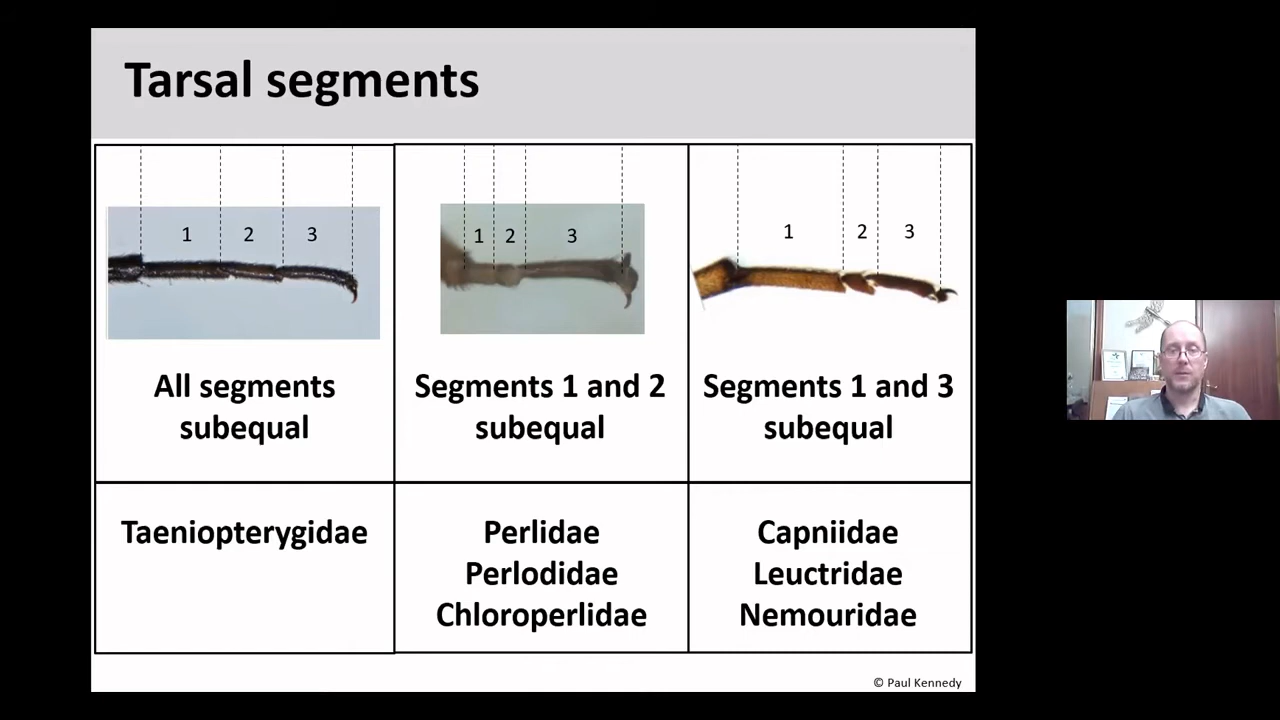 Tarsal segments
1 2 3
1 2 3
1 2 3
All segments
subequal
Segments 1 and 2
subequal
Segments 1 and 3
subequal
Taeniopterygidae
Perlidae
Perlodidae
Chloroperlidae
Capniidae
Leuctridae
Nemouridae
© Paul Kennedy